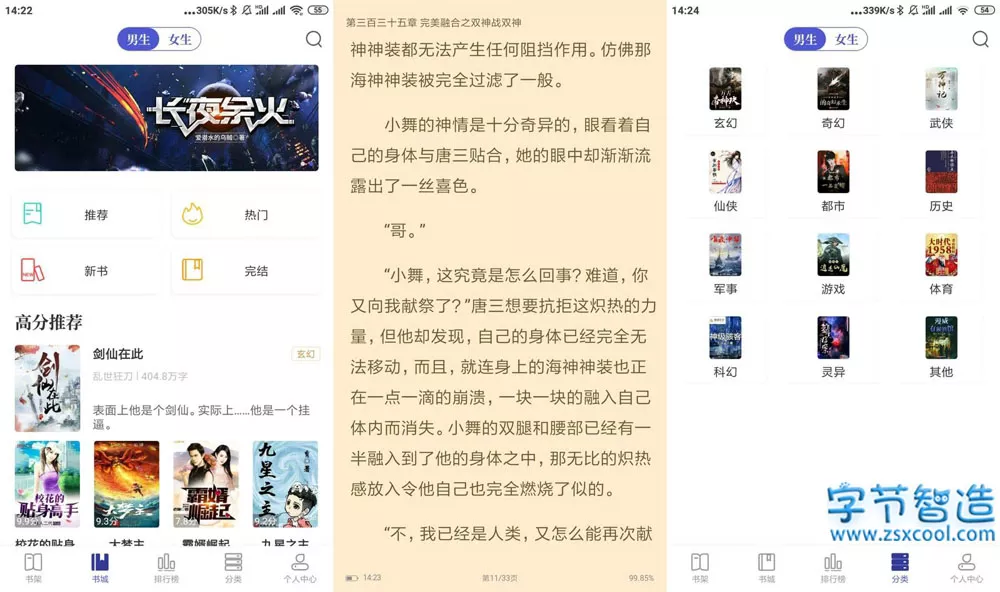 14:22
...305K/s
55
男生
女生
长夜余火
爱潜水的乌贼◎著
推荐
热门
NEW
新书
完结
高分推荐
剑仙在此
剑仙在此
玄幻
乱世狂刀 | 404.8万字
表面上他是个剑仙。实际上……他是一个挂
逼。
校花的
贴身高手
9.9分
大梦主
9.3分
霸婿崛起
7.8分
九星之主
9.2分
校花的贴身
大梦主
霸婿崛起
九星之主
书架
书城
排行榜
分类
个人中心
第三百三十五章 完美融合之双神战双神
神神装都无法产生任何阻挡作用。仿佛那
海神神装被完全过滤了一般。
小舞的神情是十分奇异的，眼看着自
己的身体与唐三贴合，她的眼中却渐渐流
露出了一丝喜色。
“哥。”
“小舞，这究竟是怎么回事？难道，你
又向我献祭了？”唐三想要抗拒这炽热的力
量，但他却发现，自己的身体已经完全无
法移动，而且，就连身上的海神神装也正
在一点一滴的崩溃，一块一块的融入自己
体内而消失。小舞的双腿和腰部已经有一
半融入到了他的身体之中，那无比的炽热
感放入令他自己也完全燃烧了似的。
“不，我已经是人类，又怎么能再次献
14:23
第11/33页
99.85%
14:24
...339K/s
54
男生
女生
玄幻
奇幻
万神记
武侠
仙侠
都市
历史
军事
游戏
大时代
1958
体育
神级骇客
科幻
灵异
其他
书架
书城
排行榜
分类
个人中心
字节智造
www.zsxcool.com